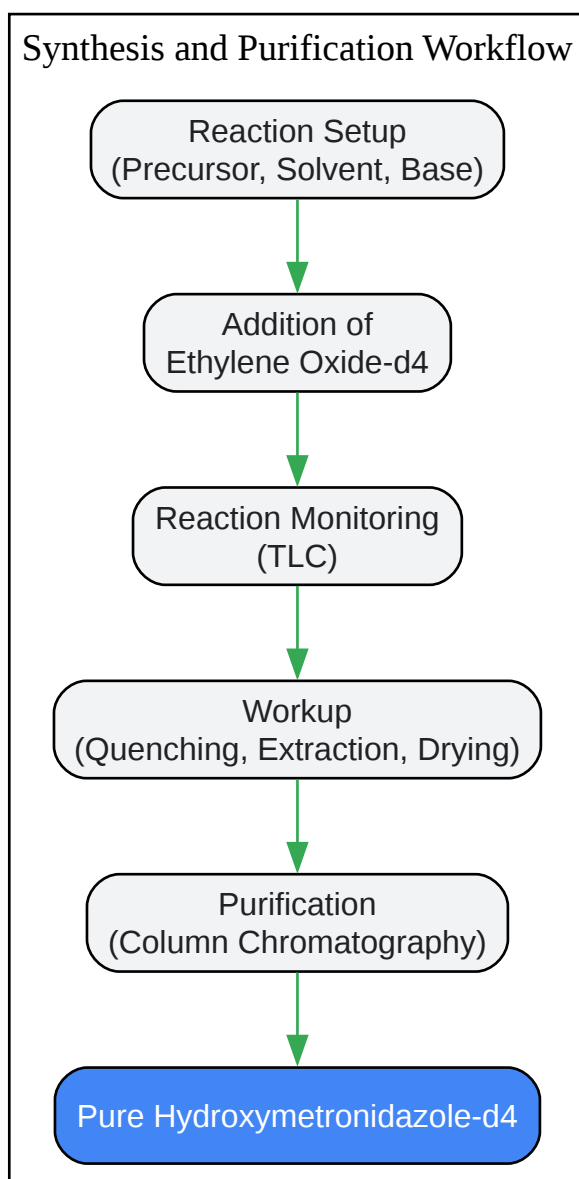 Synthesis and Purification Workflow
Reaction Setup
(Precursor, Solvent, Base)
Addition of
Ethylene Oxide-d4
Reaction Monitoring
(TLC)
Workup
(Quenching, Extraction, Drying)
Purification
(Column Chromatography)
Pure Hydroxymetronidazole-d4